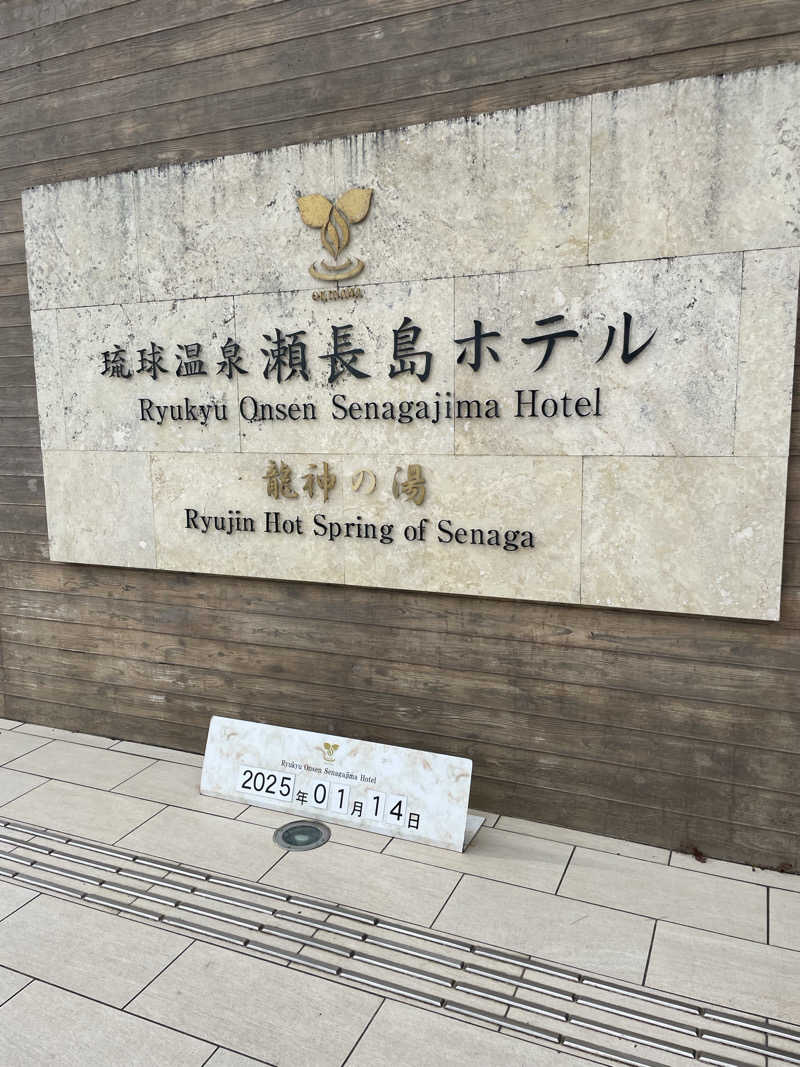 琉球温泉瀬長島ホテル
Ryukyu Onsen Senagajima Hotel
龍神の湯
Ryujin Hot Spring of Senaga
Ryukyu Onsen Senagajima Hotel
2025年01月14日